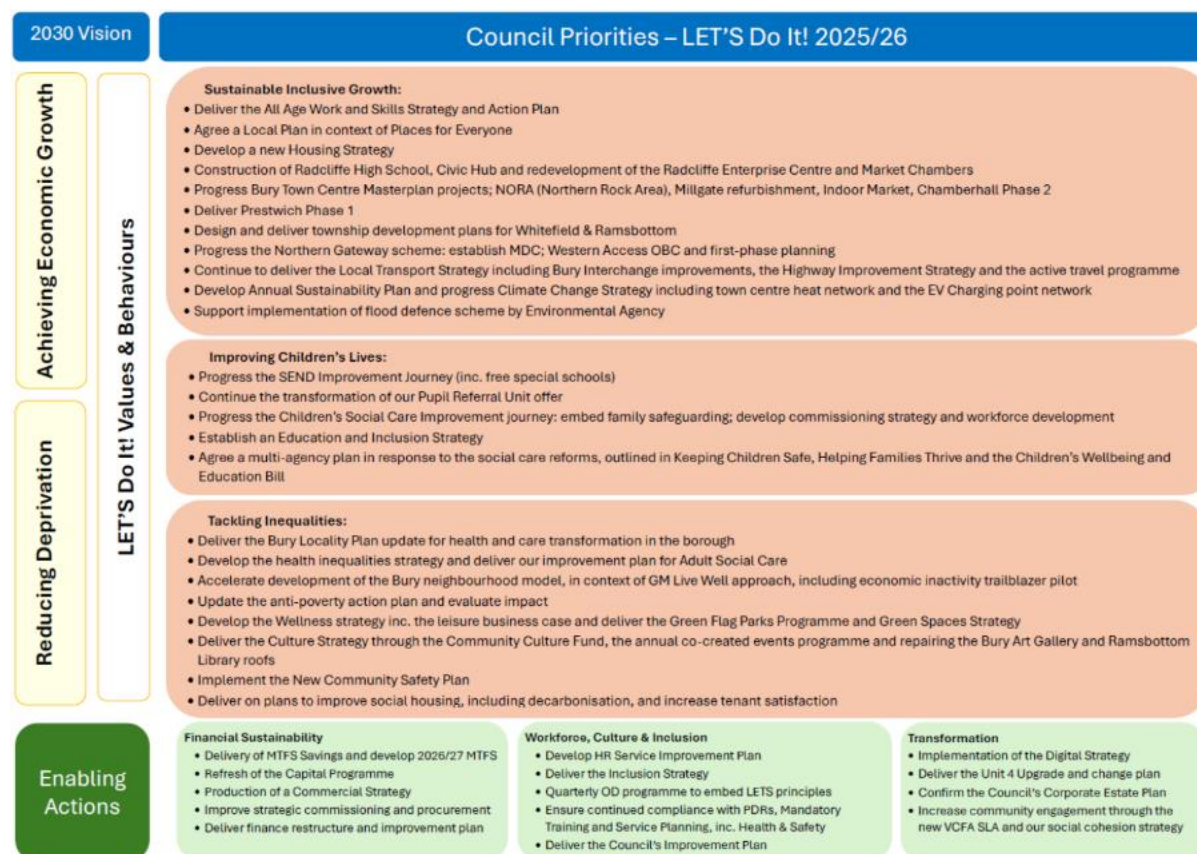 2030 Vision
Council Priorities – LET'S Do It! 2025/26
Achieving Economic Growth
Reducing Deprivation
LET'S Do It! Values & Behaviours
Sustainable Inclusive Growth:
• Deliver the All Age Work and Skills Strategy and Action Plan
• Agree a Local Plan in context of Places for Everyone
• Develop a new Housing Strategy
• Construction of Radcliffe High School, Civic Hub and redevelopment of the Radcliffe Enterprise Centre and Market Chambers
• Progress Bury Town Centre Masterplan projects; NORA (Northern Rock Area), Millgate refurbishment, Indoor Market, Chamberhall Phase 2
• Deliver Prestwich Phase 1
• Design and deliver township development plans for Whitefield & Ramsbottom
• Progress the Northern Gateway scheme: establish MDC; Western Access OBC and first-phase planning
• Continue to deliver the Local Transport Strategy including Bury Interchange improvements, the Highway Improvement Strategy and the active travel programme
• Develop Annual Sustainability Plan and progress Climate Change Strategy including town centre heat network and the EV Charging point network
• Support implementation of flood defence scheme by Environmental Agency
Improving Children's Lives:
• Progress the SEND Improvement Journey (inc. free special schools)
• Continue the transformation of our Pupil Referral Unit offer
• Progress the Children's Social Care Improvement journey: embed family safeguarding; develop commissioning strategy and workforce development
• Establish an Education and Inclusion Strategy
• Agree a multi-agency plan in response to the social care reforms, outlined in Keeping Children Safe, Helping Families Thrive and the Children's Wellbeing and
Education Bill
Tackling Inequalities:
• Deliver the Bury Locality Plan update for health and care transformation in the borough
• Develop the health inequalities strategy and deliver our improvement plan for Adult Social Care
• Accelerate development of the Bury neighbourhood model, in context of GM Live Well approach, including economic inactivity trailblazer pilot
• Update the anti-poverty action plan and evaluate impact
• Develop the Wellness strategy inc. the leisure business case and deliver the Green Flag Parks Programme and Green Spaces Strategy
• Deliver the Culture Strategy through the Community Culture Fund, the annual co-created events programme and repairing the Bury Art Gallery and Ramsbottom
Library roofs
• Implement the New Community Safety Plan
• Deliver on plans to improve social housing, including decarbonisation, and increase tenant satisfaction
Enabling
Actions
Financial Sustainability
• Delivery of MTFS Savings and develop 2026/27 MTFS
• Refresh of the Capital Programme
• Production of a Commercial Strategy
• Improve strategic commissioning and procurement
• Deliver finance restructure and improvement plan
Workforce, Culture & Inclusion
• Develop HR Service Improvement Plan
• Deliver the Inclusion Strategy
• Quarterly OD programme to embed LETS principles
• Ensure continued compliance with PDRs, Mandatory
Training and Service Planning, inc. Health & Safety
• Deliver the Council's Improvement Plan
Transformation
• Implementation of the Digital Strategy
• Deliver the Unit 4 Upgrade and change plan
• Confirm the Council's Corporate Estate Plan
• Increase community engagement through the
new VCFA SLA and our social cohesion strategy